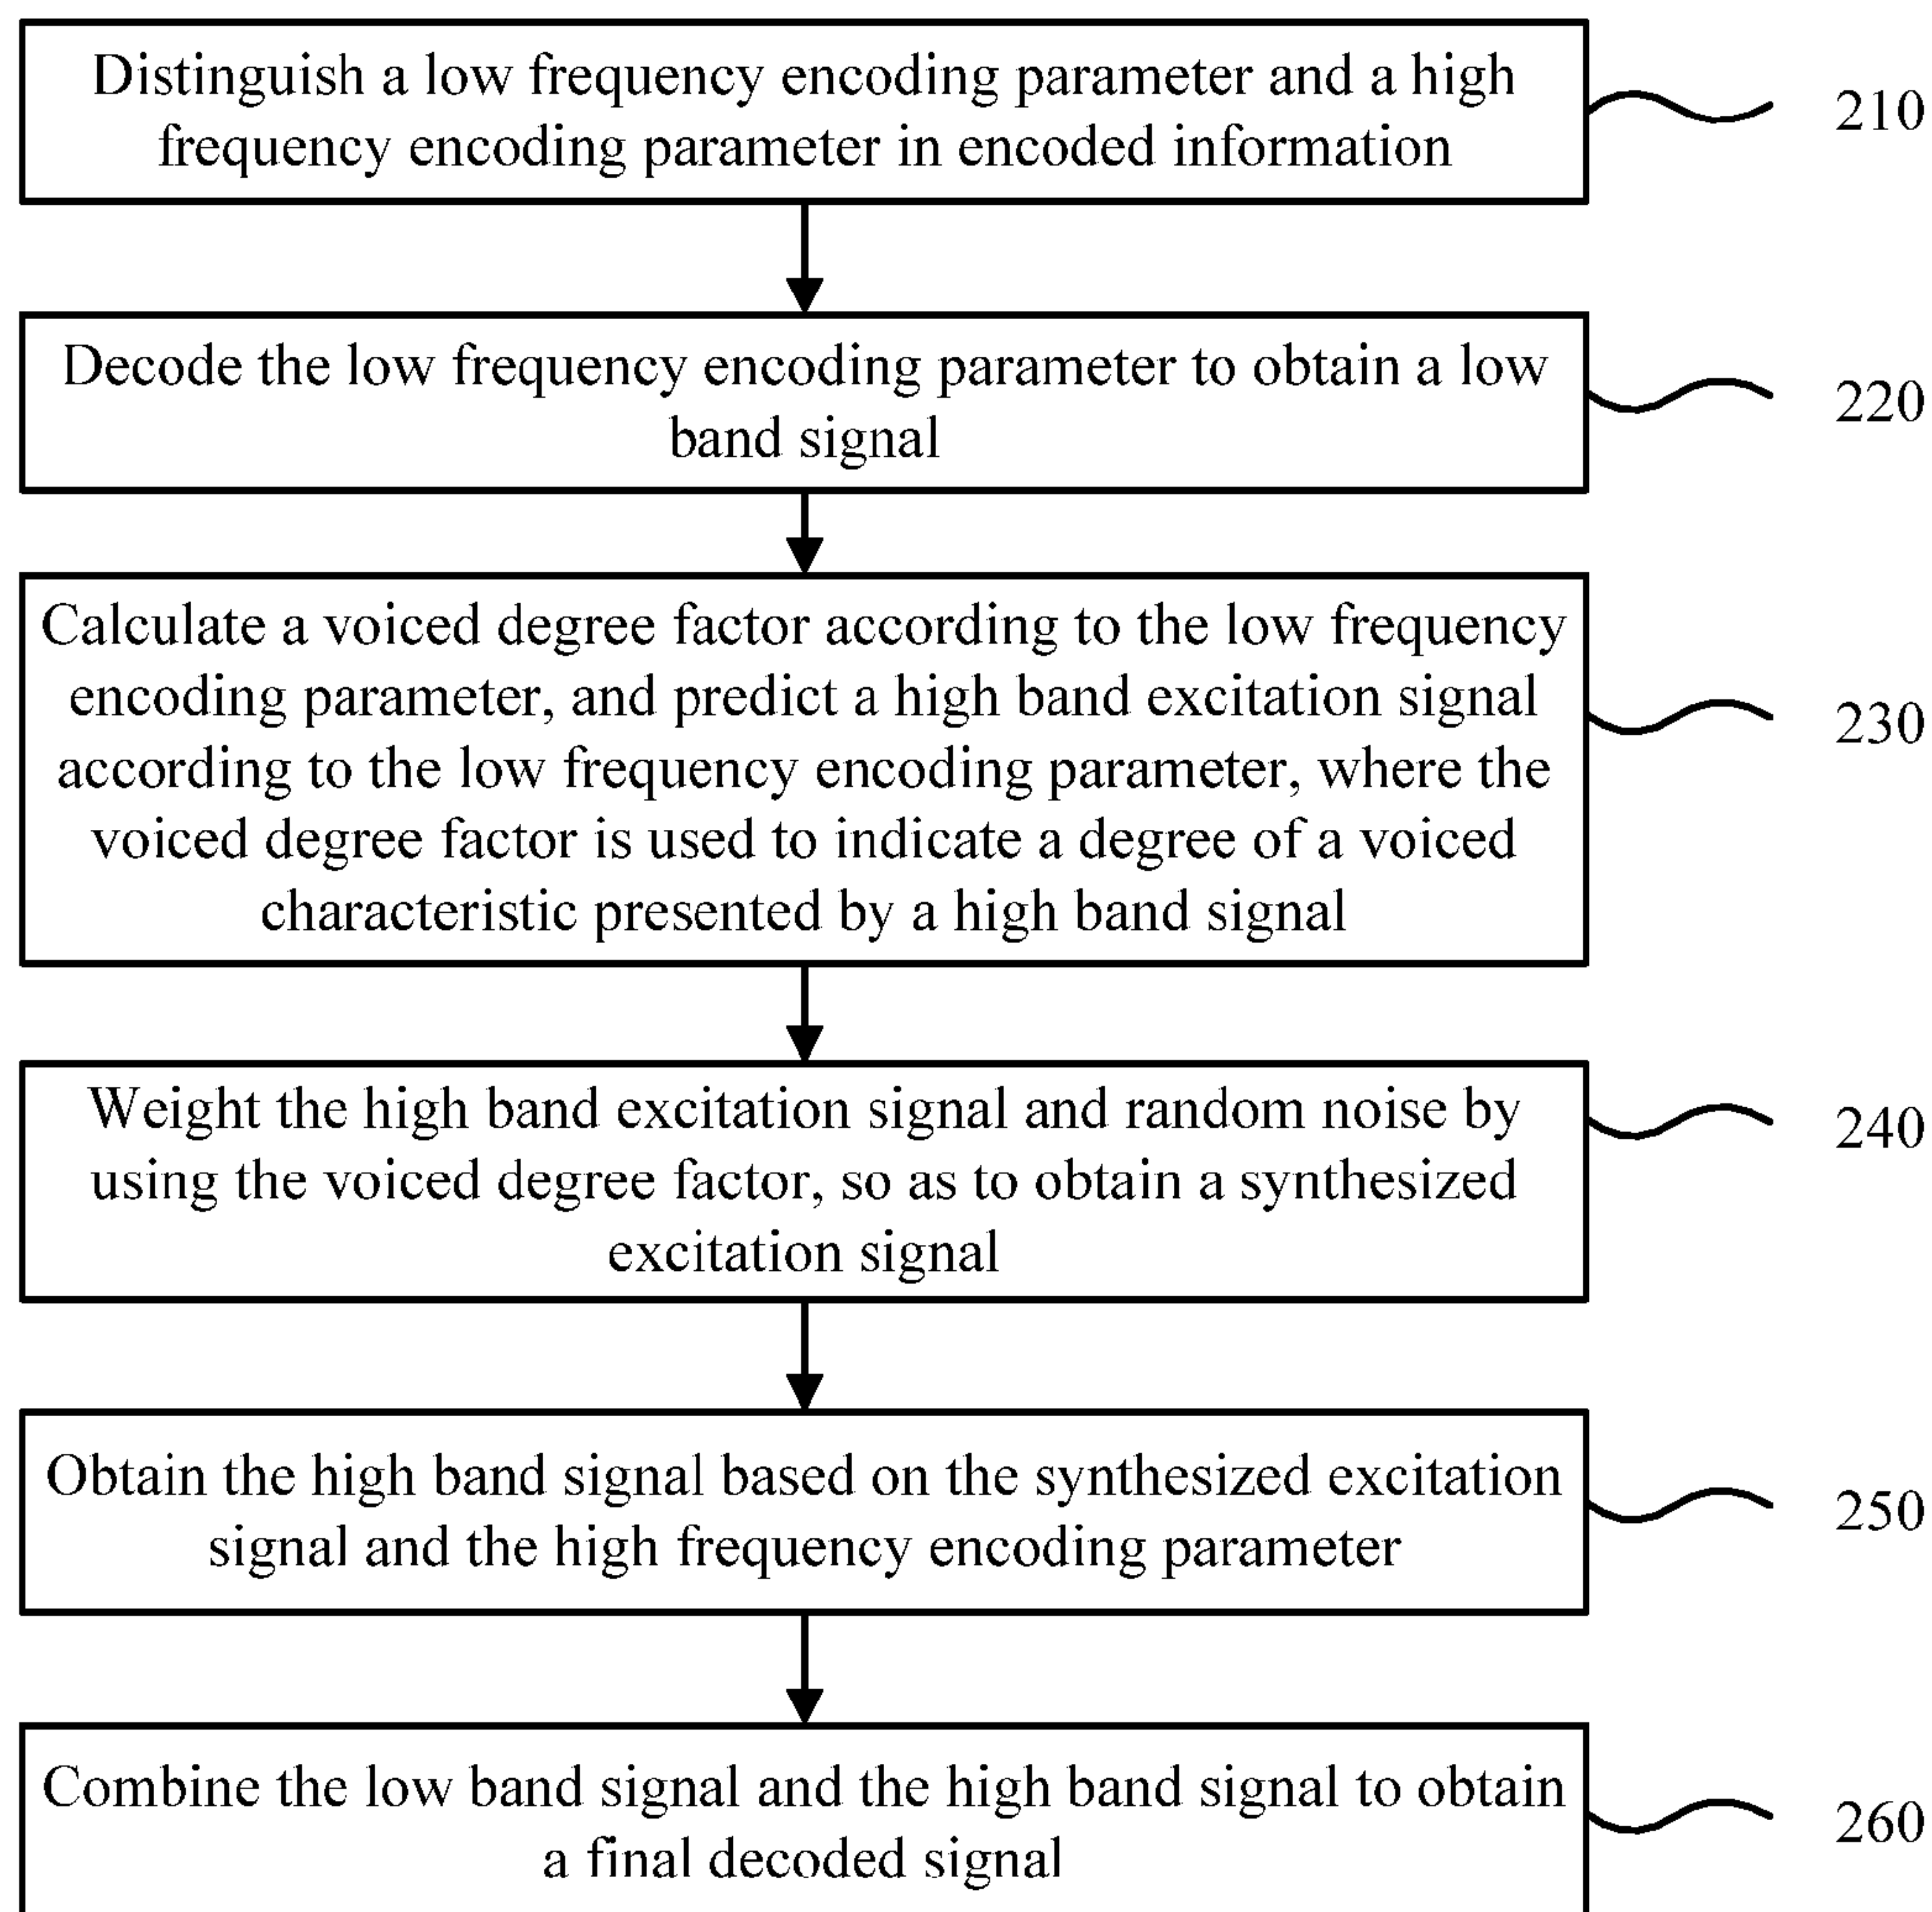 Distinguish a low frequency encoding parameter and a high
frequency encoding parameter in encoded information
210
Decode the low frequency encoding parameter to obtain a low
band signal
220
Calculate a voiced degree factor according to the low frequency
encoding parameter, and predict a high band excitation signal
according to the low frequency encoding parameter, where the
voiced degree factor is used to indicate a degree of a voiced
characteristic presented by a high band signal
230
Weight the high band excitation signal and random noise by
using the voiced degree factor, so as to obtain a synthesized
excitation signal
240
Obtain the high band signal based on the synthesized excitation
signal and the high frequency encoding parameter
250
Combine the low band signal and the high band signal to obtain
a final decoded signal
260